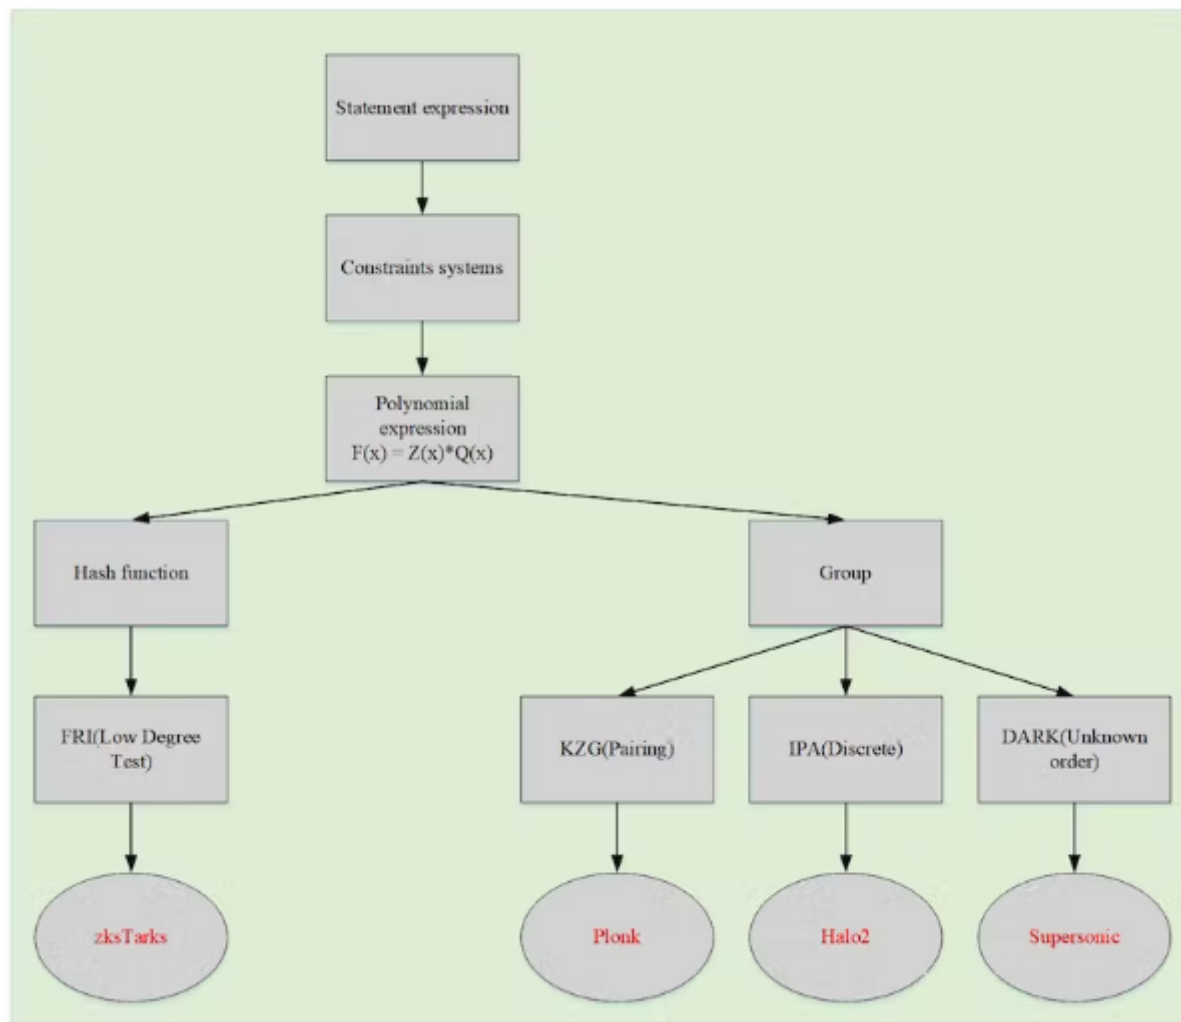 Statement expression
Constraints systems
Polynomial
expression
F(x) = Z(x)*Q(x)
Hash function
Group
FRI(Low Degree
Test)
KZG(Pairing)
IPA(Discrete)
DARK(Unknown
order)
zksTarks
Plonk
Halo2
Supersonic